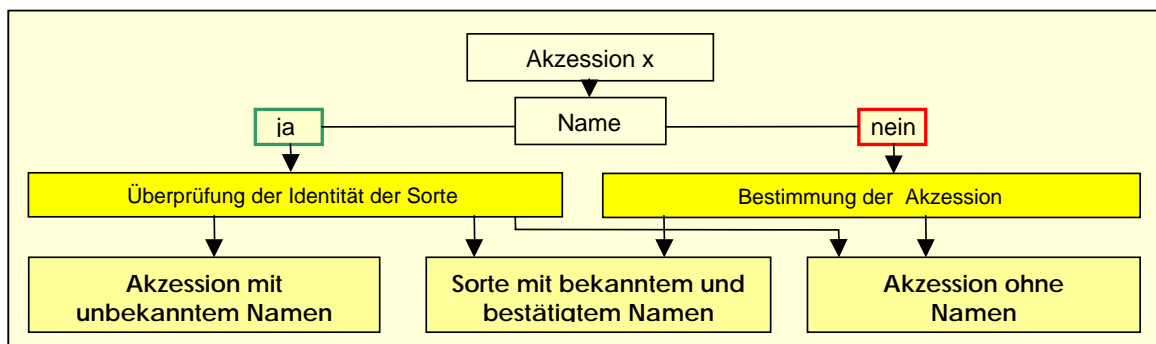 Akzession x
Name
ja
nein
Überprüfung der Identität der Sorte
Bestimmung der Akzession
Akzession mit
unbekanntem Namen
Sorte mit bekanntem und
bestätigtem Namen
Akzession ohne
Namen